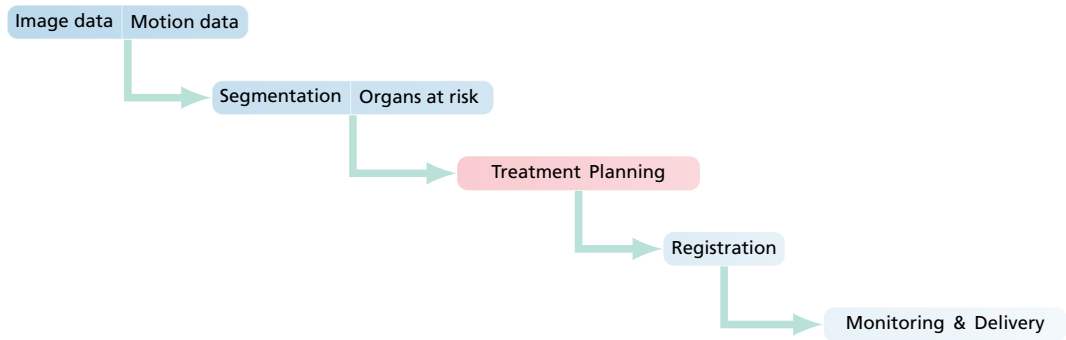 Image data Motion data
Segmentation Organs at risk
Treatment Planning
Registration
Monitoring & Delivery